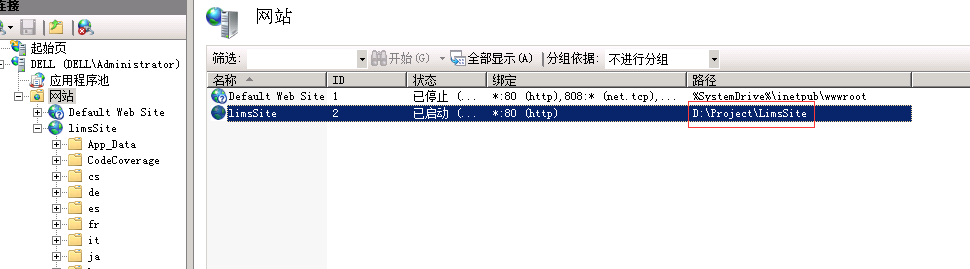 连接
网站
起始页
DELL (DELL\Administrator)
应用程序池
网站
Default Web Site
limsSite
App_Data
CodeCoverage
cs
de
es
fr
it
ja
筛选: 开始(G) 全部显示(A) 分组依据: 不进行分组
名称 ID 状态 绑定 路径
Default Web Site 1 已停止 (... *:80 (http),808:* (net.tcp),... %SystemDrive%\inetpub\wwwroot
limsSite 2 已启动 (... *:80 (http) D:\Project\LimsSite